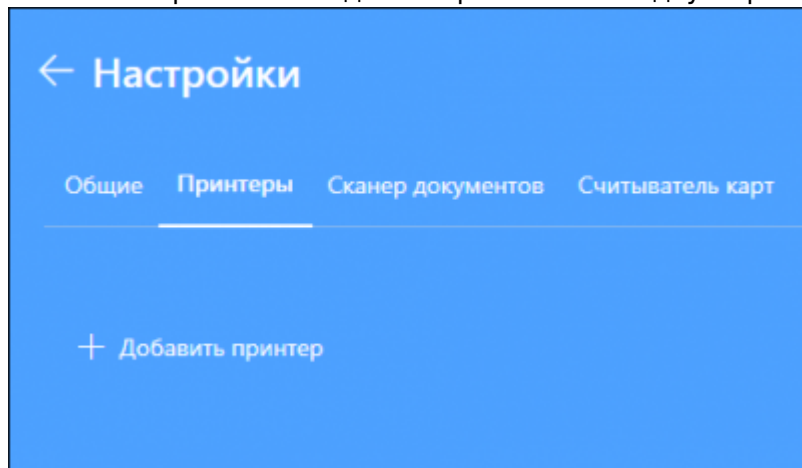 Настройки
Общие Принтеры Сканер документов Считыватель карт
Добавить принтер